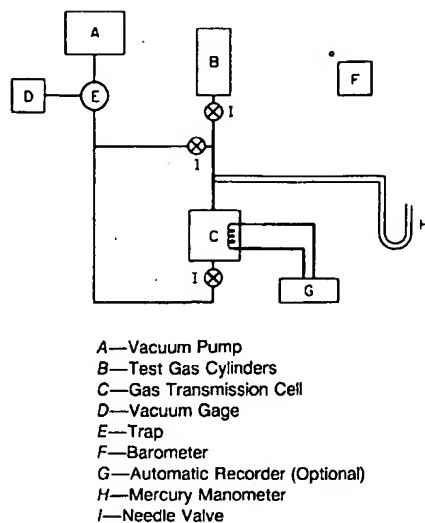 A
B
F
D
E
I
I
C
H
I
G
A—Vacuum Pump
B—Test Gas Cylinders
C—Gas Transmission Cell
D—Vacuum Gage
E—Trap
F—Barometer
G—Automatic Recorder (Optional)
H—Mercury Manometer
I—Needle Valve